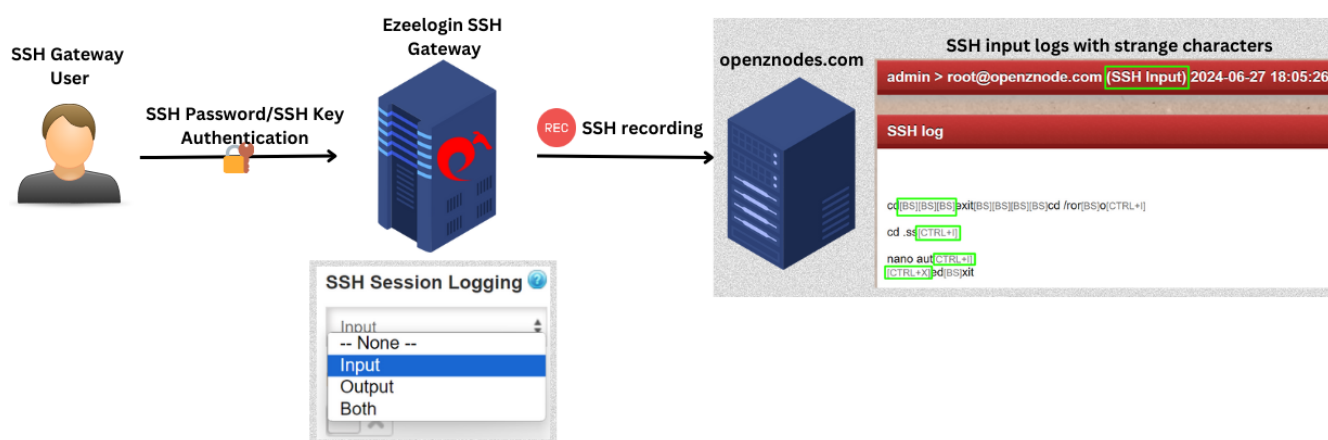 SSH Gateway
User
SSH Password/SSH Key
Authentication
Ezeelogin SSH
Gateway
REC
SSH recording
openznodes.com
SSH input logs with strange characters
admin > root@openznode.com (SSH Input) 2024-06-27 18:05:26
SSH log
cd[BS][BS][BS]exit[BS][BS][BS][BS]cd /ror[BS]o[CTRL+I]
cd .ss[CTRL+I]
nano aut[CTRL+I]
[CTRL+X]ed[BS]xit
SSH Session Logging ?
Input
-- None --
Input
Output
Both